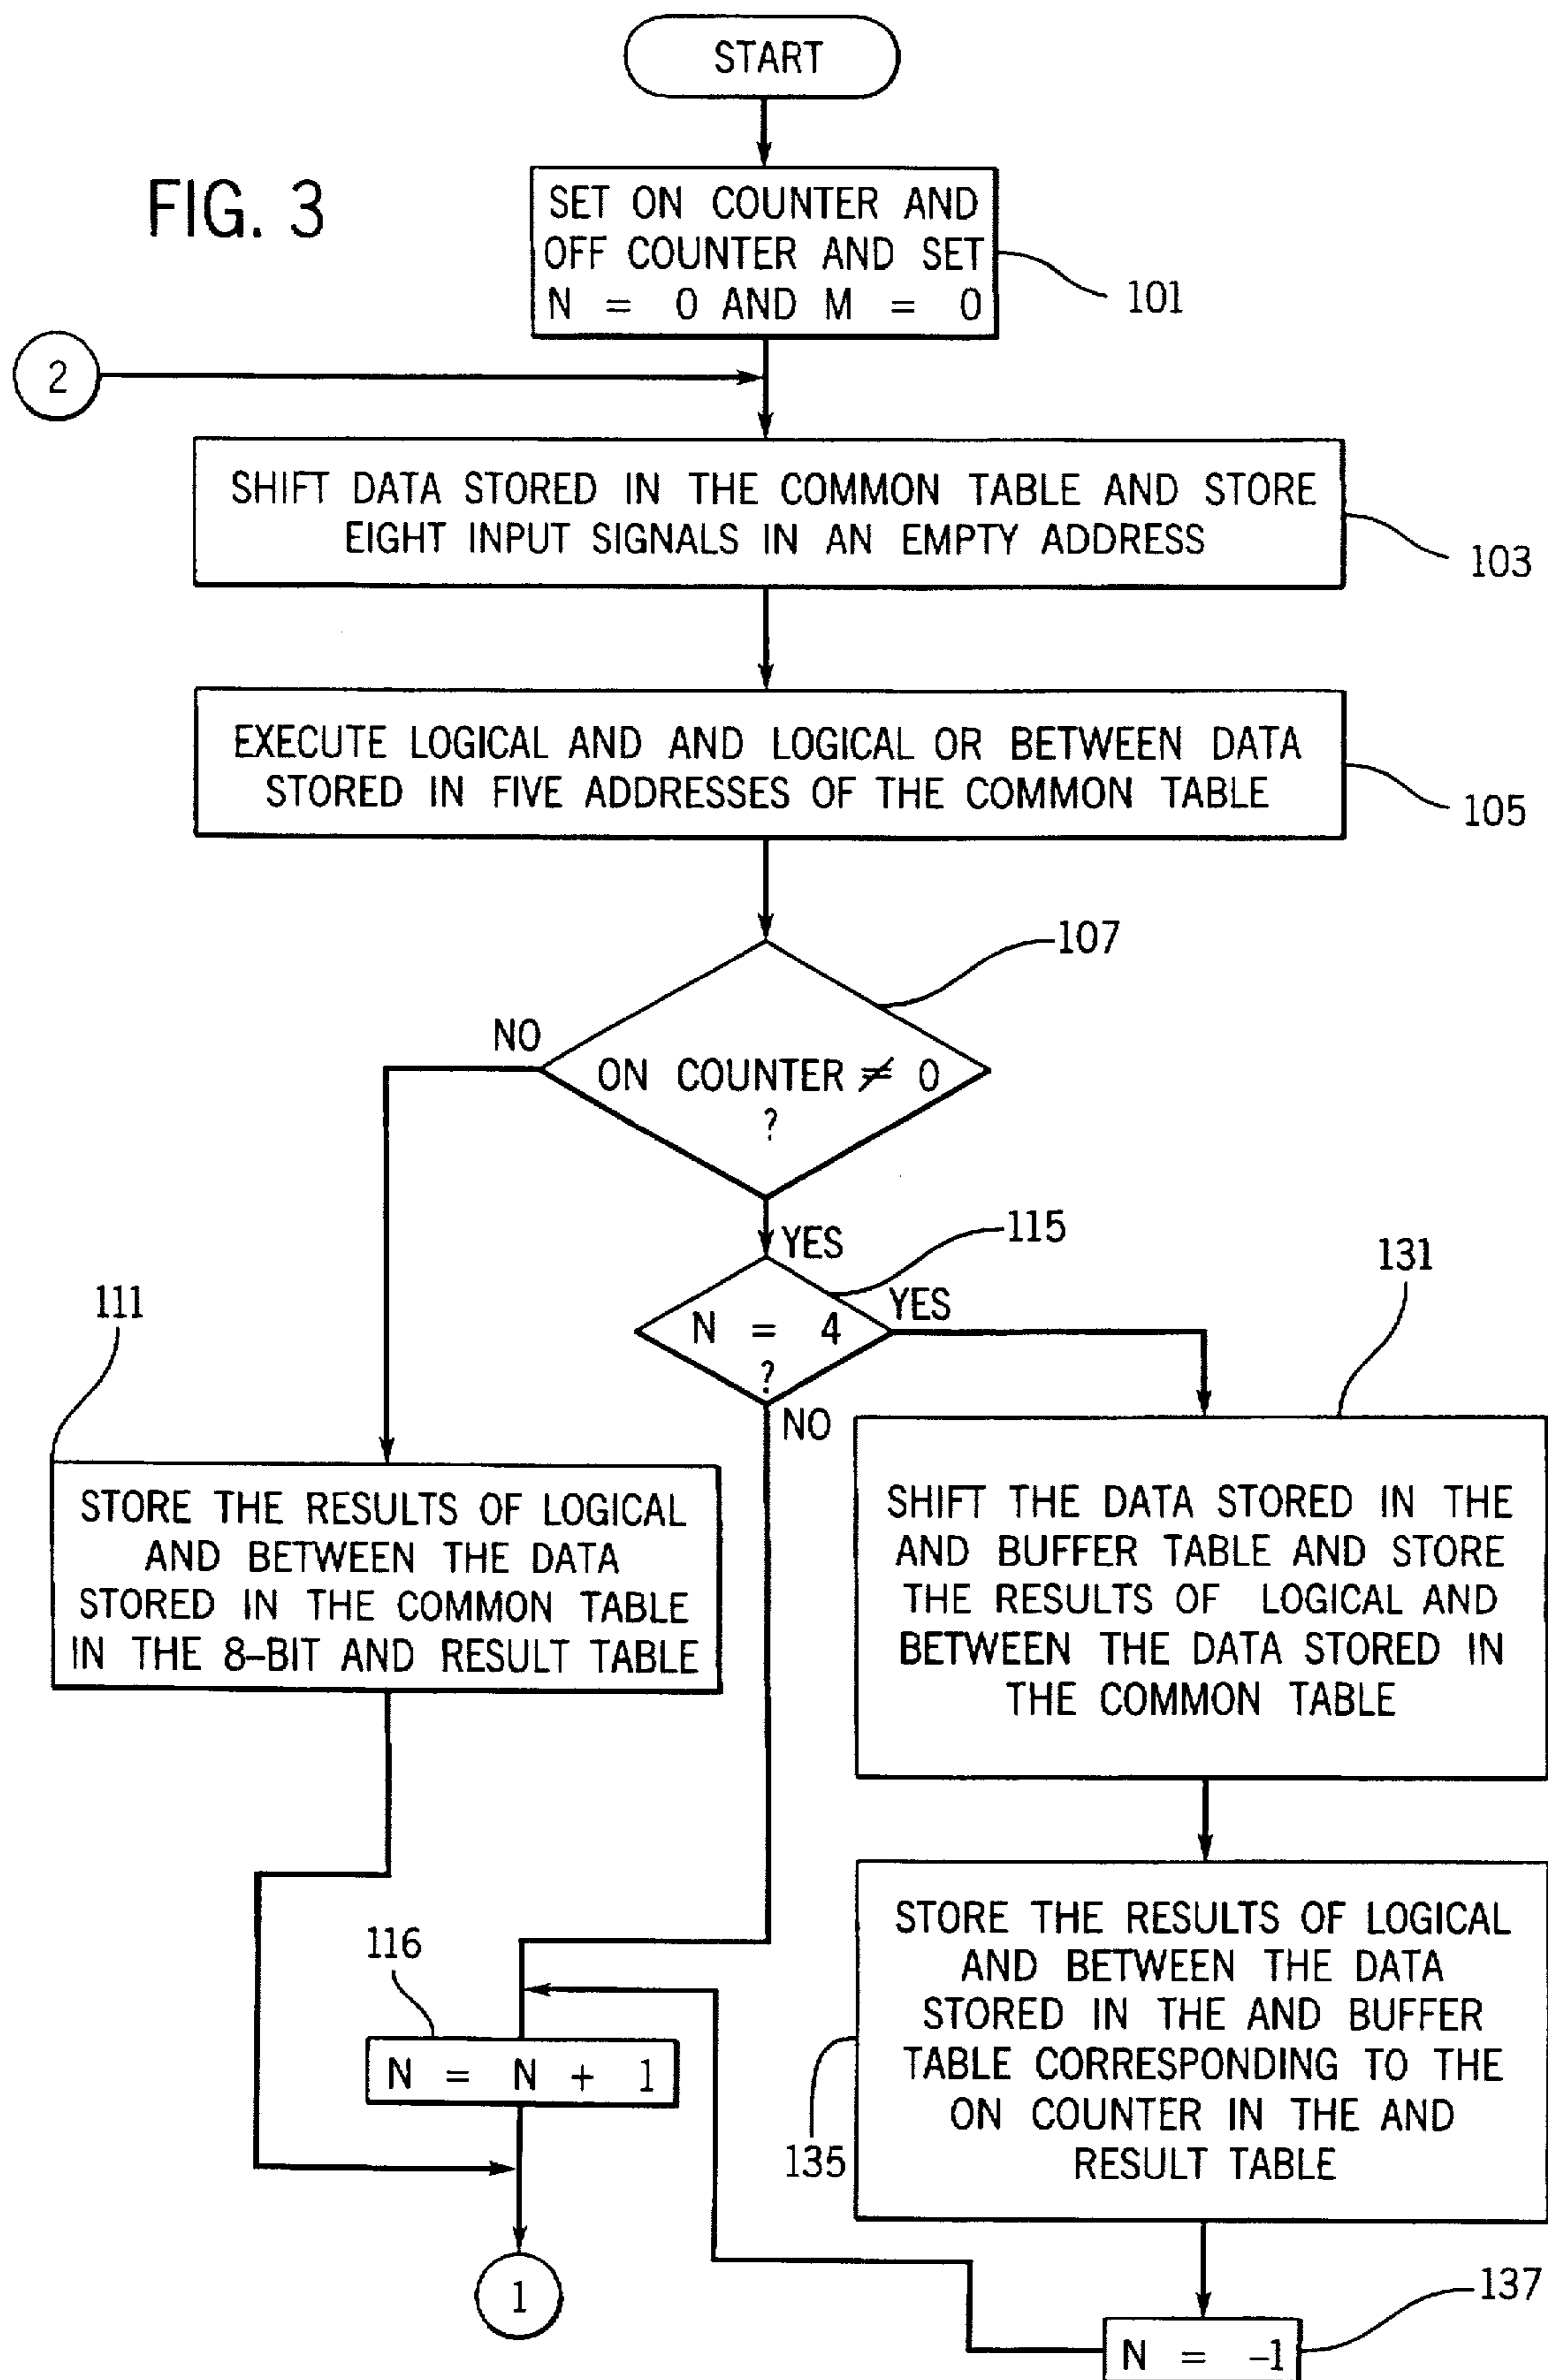 START
FIG. 3
SET ON COUNTER AND
OFF COUNTER AND SET
N = 0 AND M = 0
101
2
SHIFT DATA STORED IN THE COMMON TABLE AND STORE
EIGHT INPUT SIGNALS IN AN EMPTY ADDRESS
103
EXECUTE LOGICAL AND AND LOGICAL OR BETWEEN DATA
STORED IN FIVE ADDRESSES OF THE COMMON TABLE
105
107
NO
ON COUNTER ≠ 0
?
YES
115
N = 4
?
YES
NO
131
111
STORE THE RESULTS OF LOGICAL
AND BETWEEN THE DATA
STORED IN THE COMMON TABLE
IN THE 8-BIT AND RESULT TABLE
SHIFT THE DATA STORED IN THE
AND BUFFER TABLE AND STORE
THE RESULTS OF LOGICAL AND
BETWEEN THE DATA STORED IN
THE COMMON TABLE
STORE THE RESULTS OF LOGICAL
AND BETWEEN THE DATA
STORED IN THE AND BUFFER
TABLE CORRESPONDING TO THE
ON COUNTER IN THE AND
RESULT TABLE
135
116
N = N + 1
1
137
N = -1